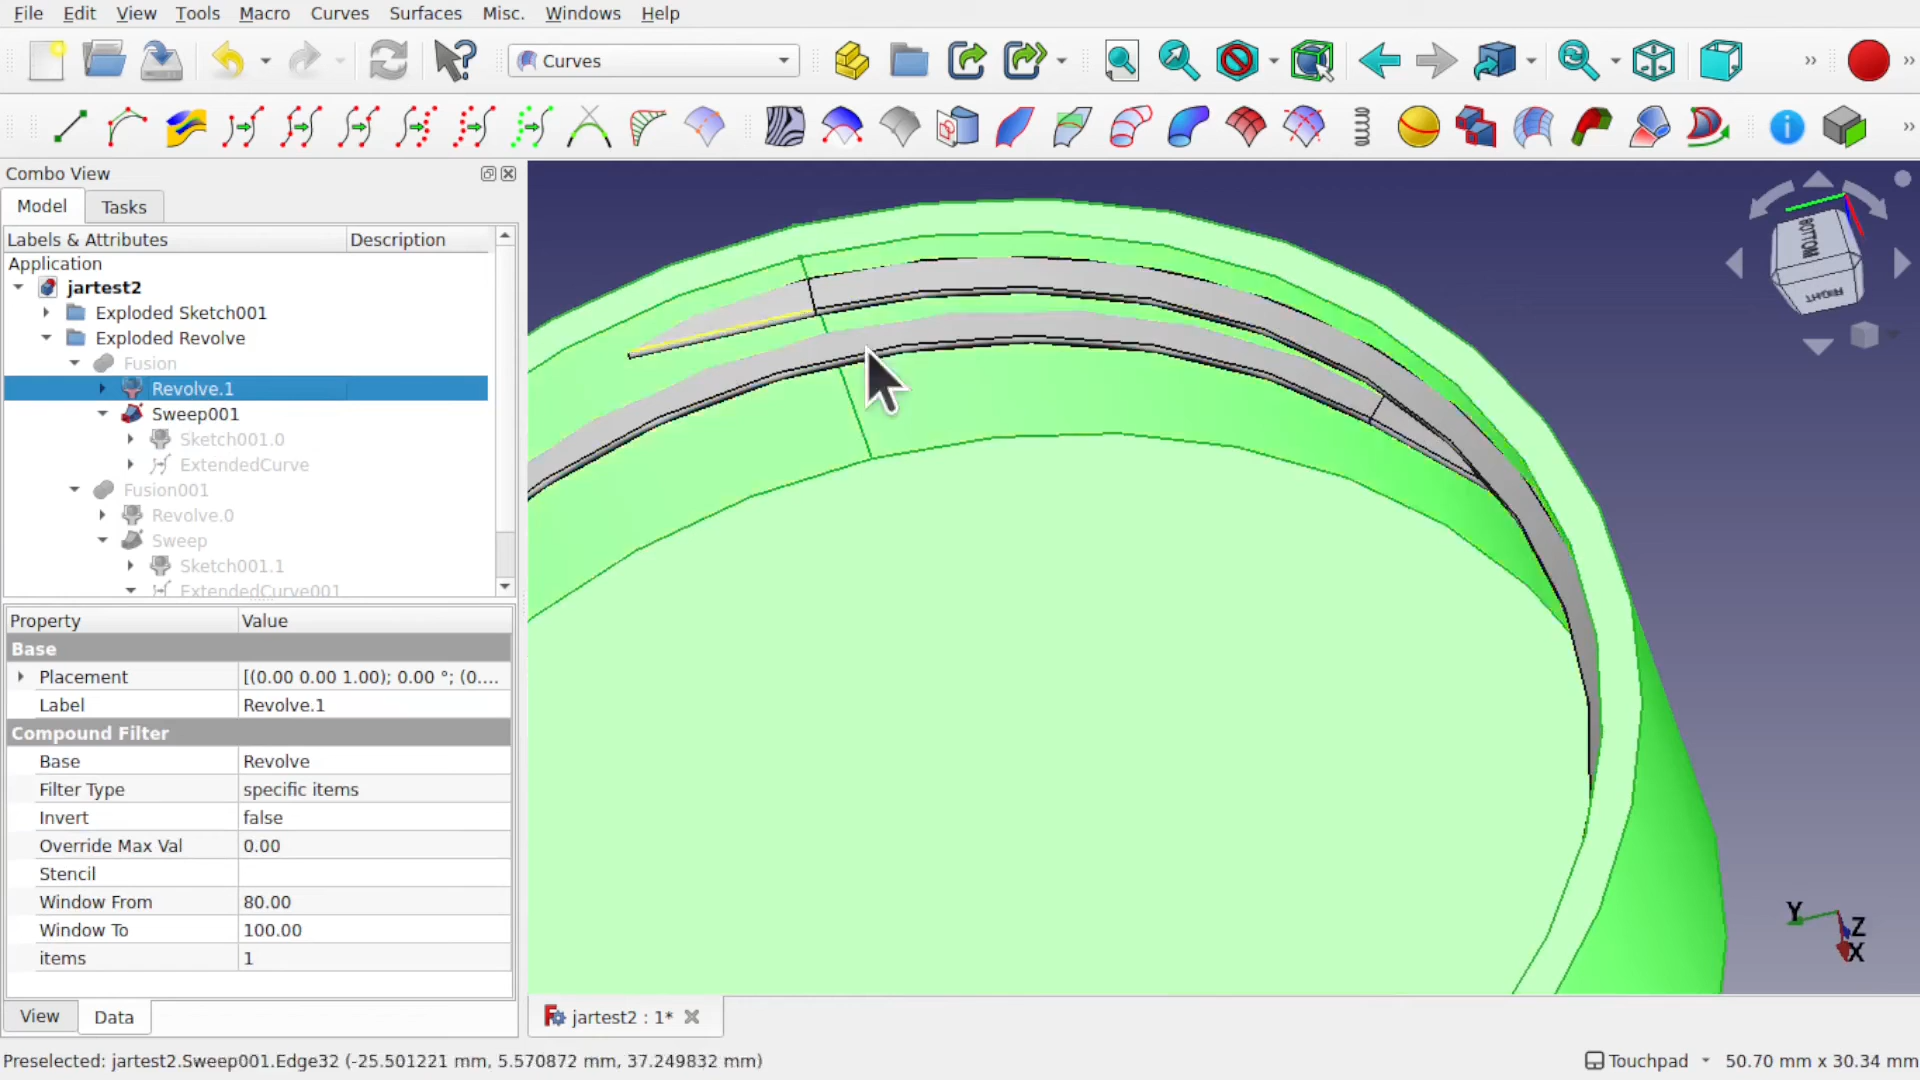 File Edit View Tools Macro Curves Surfaces Misc. Windows Help
Curves
Combo View
Model Tasks
Labels & Attributes Description
Application
jartest2
Exploded Sketch001
Exploded Revolve
Fusion
Revolve.1
Sweep001
Sketch001.0
ExtendedCurve
Fusion001
Revolve.0
Sweep
Sketch001.1
ExtendedCurve001
Property Value
Base
Placement [(0.00 0.00 1.00); 0.00 °; (0....
Label Revolve.1
Compound Filter
Base Revolve
Filter Type specific items
Invert false
Override Max Val 0.00
Stencil
Window From 80.00
Window To 100.00
items 1
View Data
BOTTOM
RIGHT
Y
Z
X
jartest2 : 1*
Preselected: jartest2.Sweep001.Edge32 (-25.501221 mm, 5.570872 mm, 37.249832 mm)
Touchpad 50.70 mm x 30.34 mm